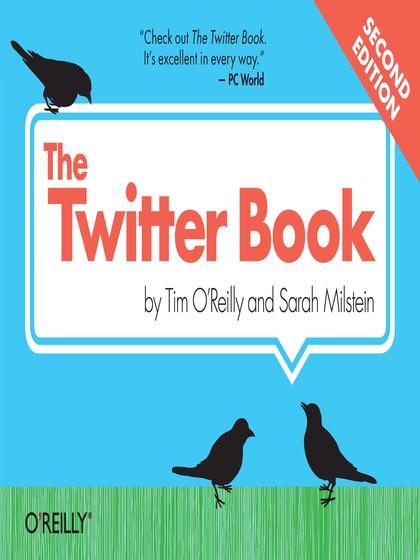 “Check out The Twitter Book.
It’s excellent in every way.”
— PC World
SECOND
EDITION
The
Twitter Book
by Tim O’Reilly and Sarah Milstein
O’REILLY®